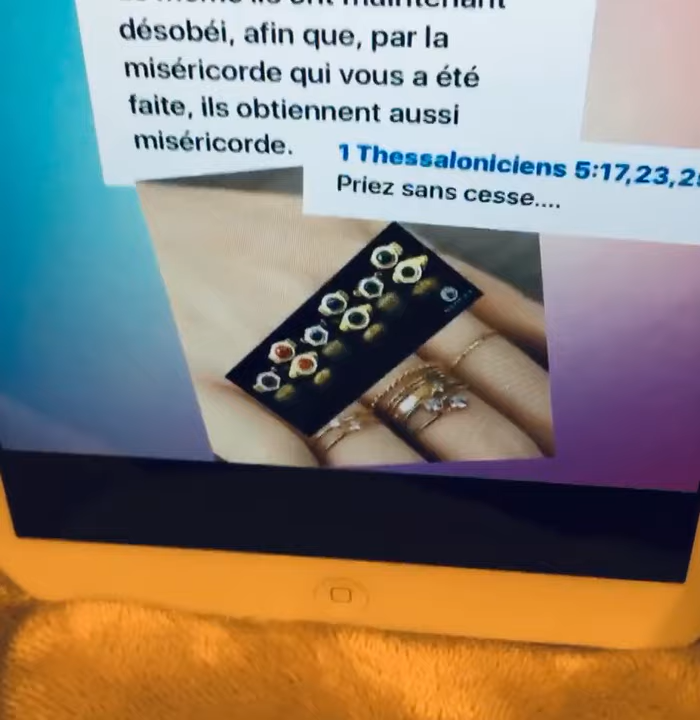 désobéi, afin que, par la
miséricorde qui vous a été
faite, ils obtiennent aussi
miséricorde.
1 Thessaloniciens 5:17,23,2
Priez sans cesse....